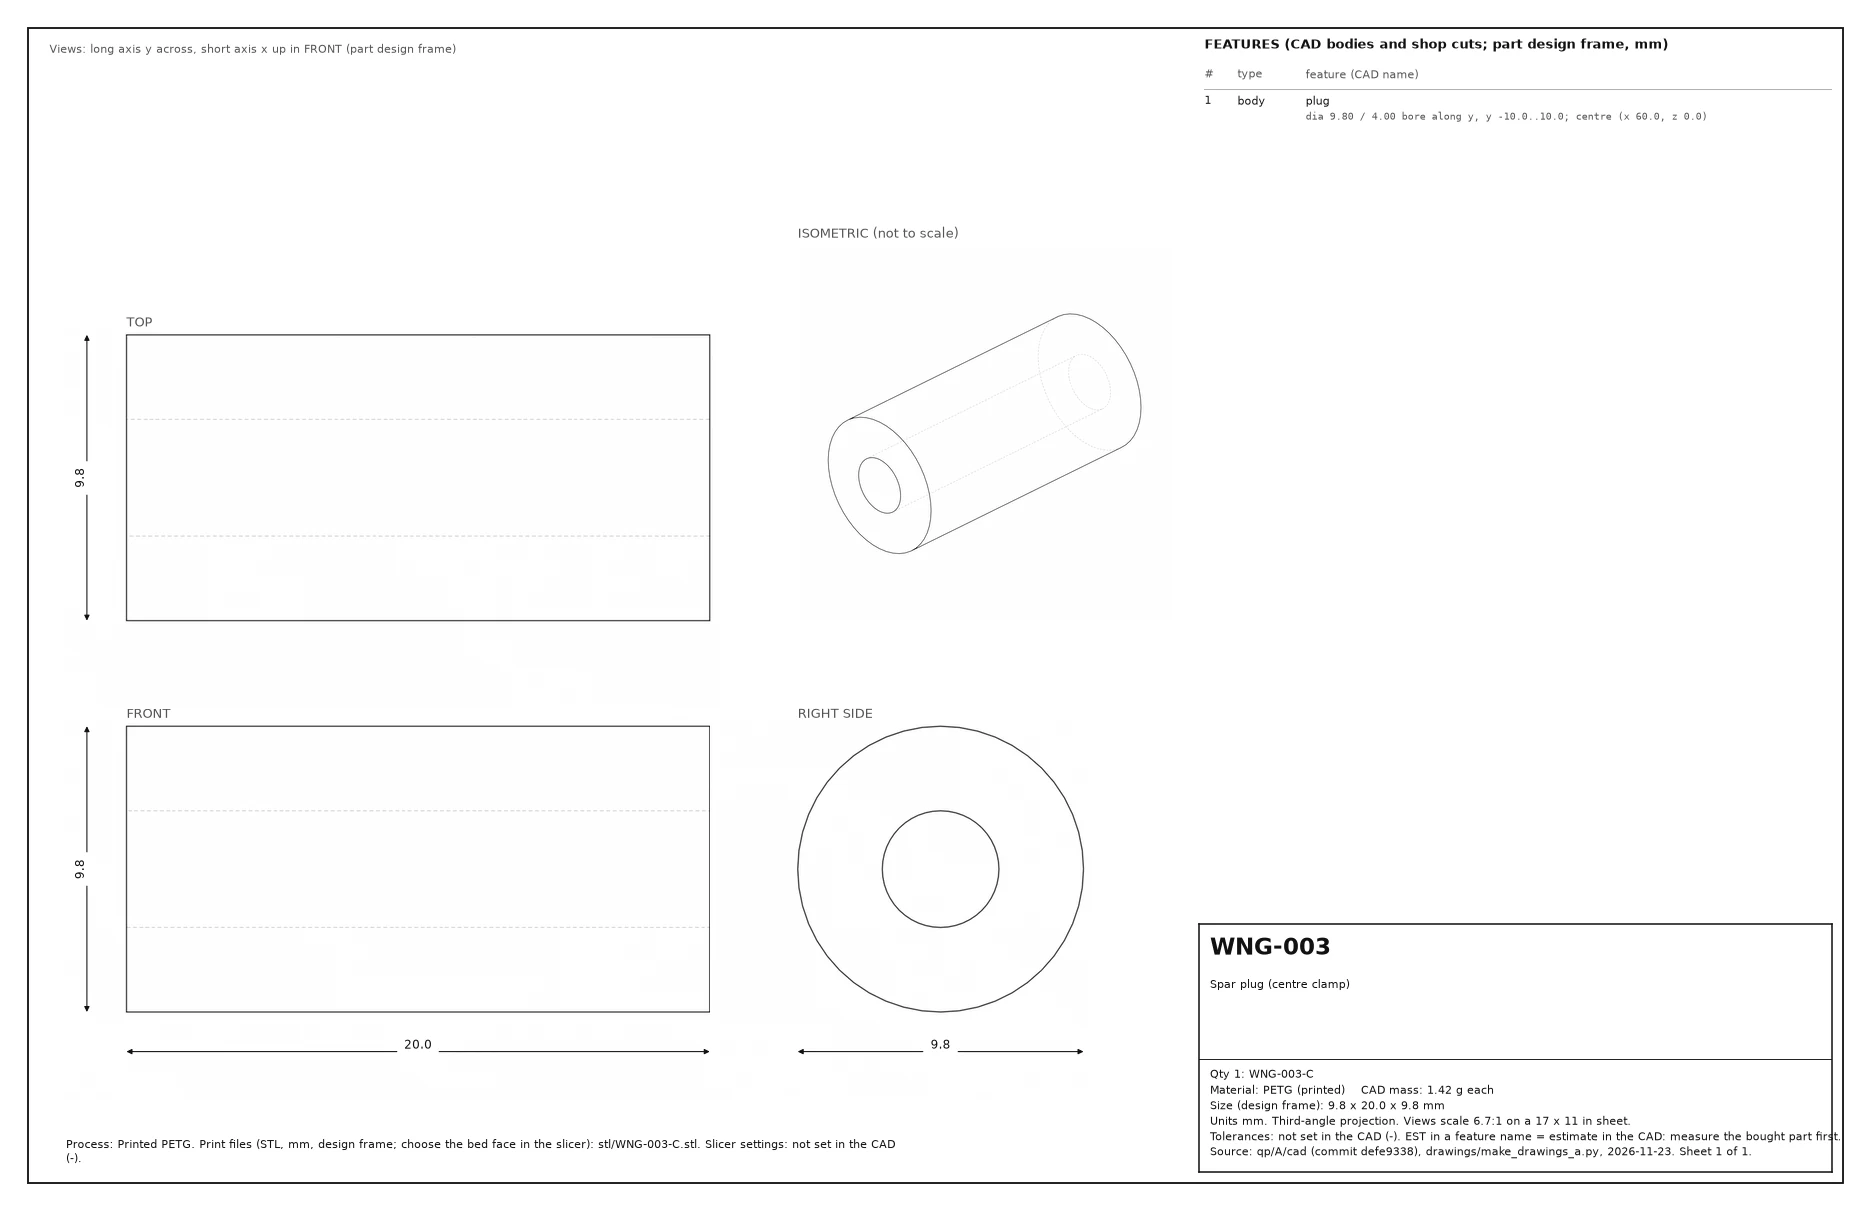 Views: long axis y across, short axis x up in FRONT (part design frame)
FEATURES (CAD bodies and shop cuts; part design frame, mm)
# type feature (CAD name)
1 body plug
dia 9.80 / 4.00 bore along y, y -10.0..10.0; centre (x 60.0, z 0.0)
ISOMETRIC (not to scale)
TOP
9.8
FRONT
RIGHT SIDE
9.8
20.0
9.8
WNG-003
Spar plug (centre clamp)
Qty 1: WNG-003-C
Material: PETG (printed) CAD mass: 1.42 g each
Size (design frame): 9.8 x 20.0 x 9.8 mm
Units mm. Third-angle projection. Views scale 6.7:1 on a 17 x 11 in sheet.
Tolerances: not set in the CAD (-). EST in a feature name = estimate in the CAD: measure the bought part first.
Source: qp/A/cad (commit defe9338), drawings/make_drawings_a.py, 2026-11-23. Sheet 1 of 1.
Process: Printed PETG. Print files (STL, mm, design frame; choose the bed face in the slicer): stl/WNG-003-C.stl. Slicer settings: not set in the CAD
(-).